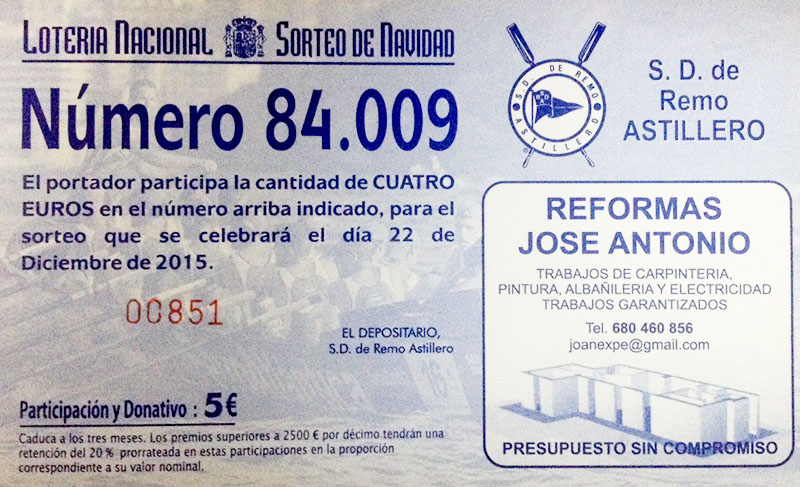 LOTERIA NACIONAL SORTEO DE NAVIDAD
Número 84.009
El portador participa la cantidad de CUATRO
EUROS en el número arriba indicado, para el
sorteo que se celebrará el día 22 de
Diciembre de 2015.
00851
EL DEPOSITARIO,
S.D. de Remo Astillero
Participación y Donativo : 5€
Caduca a los tres meses. Los premios superiores a 2500 € por décimo tendrán una
retención del 20 % prorrateada en estas participaciones en la proporción
correspondiente a su valor nominal.
S. D. DE REMO
ASTILLERO
S. D. de
Remo
ASTILLERO
REFORMAS
JOSE ANTONIO
TRABAJOS DE CARPINTERIA,
PINTURA, ALBAÑILERIA Y ELECTRICIDAD
TRABAJOS GARANTIZADOS
Tel. 680 460 856
joanexpe@gmail.com
PRESUPUESTO SIN COMPROMISO